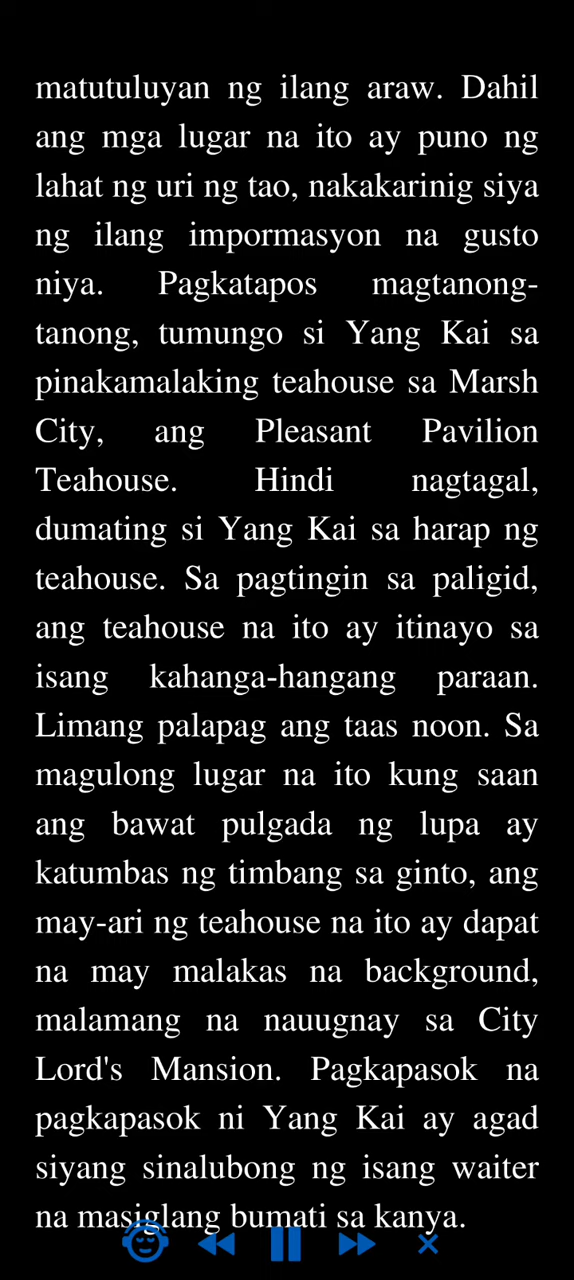 matutuluyan ng ilang araw. Dahil
ang mga lugar na ito ay puno ng
lahat ng uri ng tao, nakakarinig siya
ng ilang impormasyon na gusto
niya. Pagkatapos magtanong-
tanong, tumungo si Yang Kai sa
pinakamalaking teahouse sa Marsh
City, ang Pleasant Pavilion
Teahouse. Hindi nagtagal,
dumating si Yang Kai sa harap ng
teahouse. Sa pagtingin sa paligid,
ang teahouse na ito ay itinayo sa
isang kahanga-hangang paraan.
Limang palapag ang taas noon. Sa
magulong lugar na ito kung saan
ang bawat pulgada ng lupa ay
katumbas ng timbang sa ginto, ang
may-ari ng teahouse na ito ay dapat
na may malakas na background,
malamang na nauugnay sa City
Lord's Mansion. Pagkapasok na
pagkapasok ni Yang Kai ay agad
siyang sinalubong ng isang waiter
na masiglang bumati sa kanya.